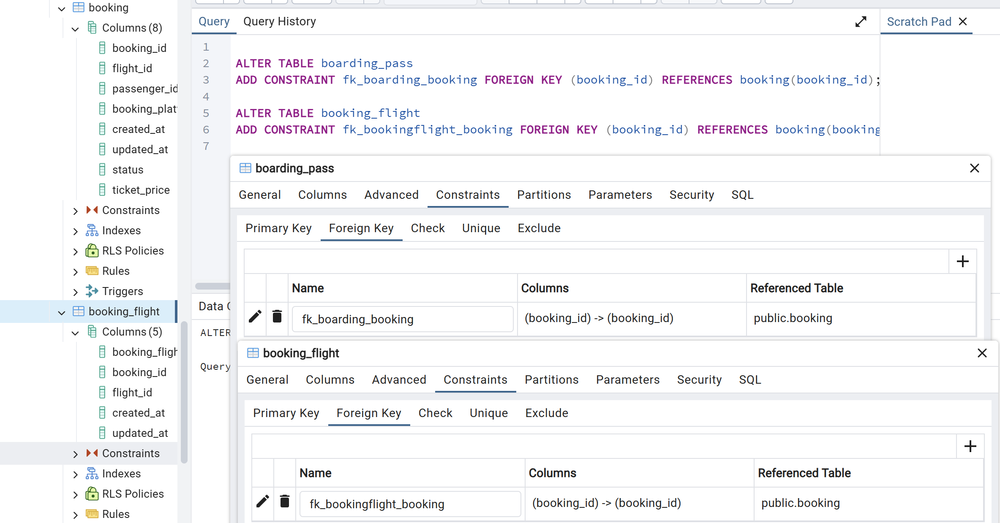 booking
Columns (8)
booking_id
flight_id
passenger_id
booking_plat
created_at
updated_at
status
ticket_price
Constraints
Indexes
RLS Policies
Rules
Triggers
booking_flight
Columns (5)
booking_fligh
booking_id
flight_id
created_at
updated_at
Constraints
Indexes
RLS Policies
Rules
Query Query History
Scratch Pad
1
2 ALTER TABLE boarding_pass
3 ADD CONSTRAINT fk_boarding_booking FOREIGN KEY (booking_id) REFERENCES booking(booking_id);
4
5 ALTER TABLE booking_flight
6 ADD CONSTRAINT fk_bookingflight_booking FOREIGN KEY (booking_id) REFERENCES booking(booking
7
Data
ALTER
Query
boarding_pass
General Columns Advanced Constraints Partitions Parameters Security SQL
Primary Key Foreign Key Check Unique Exclude
Name Columns Referenced Table
fk_boarding_booking (booking_id) -> (booking_id) public.booking
booking_flight
General Columns Advanced Constraints Partitions Parameters Security SQL
Primary Key Foreign Key Check Unique Exclude
Name Columns Referenced Table
fk_bookingflight_booking (booking_id) -> (booking_id) public.booking